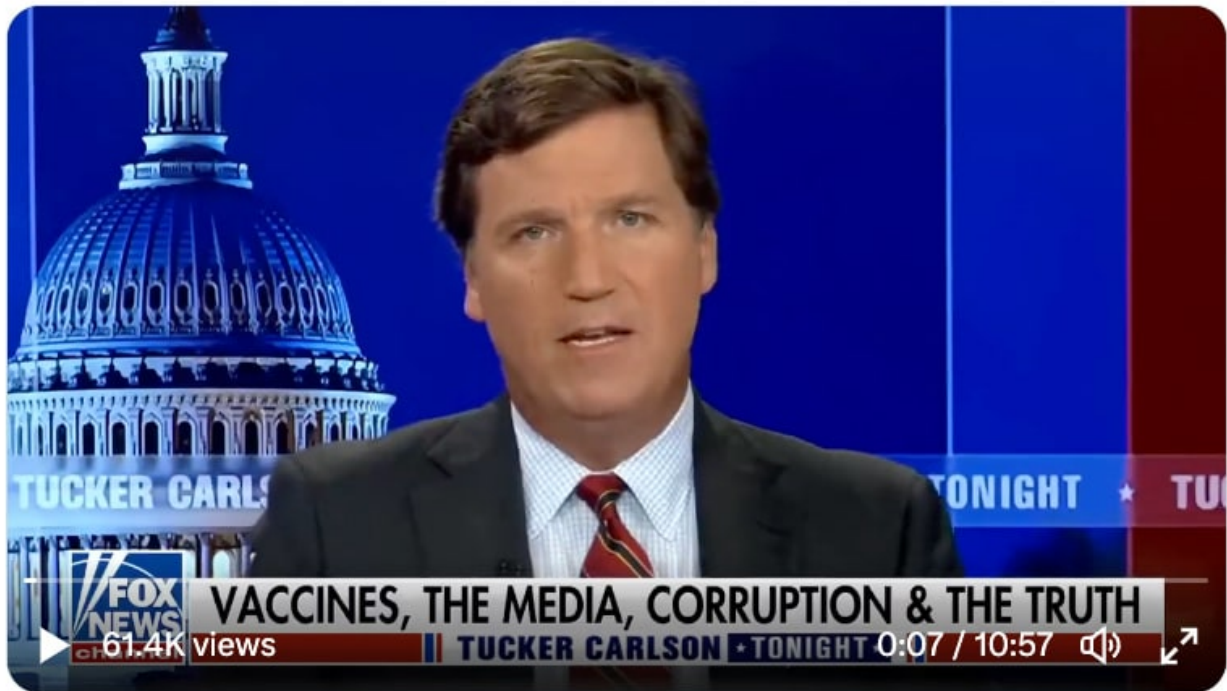 TUCKER CARLS
TONIGHT ★ TU
FOX
NEWS
channel
VACCINES, THE MEDIA, CORRUPTION & THE TRUTH
TUCKER CARLSON ★ TONIGHT ★
61.4K views
0:07 / 10:57